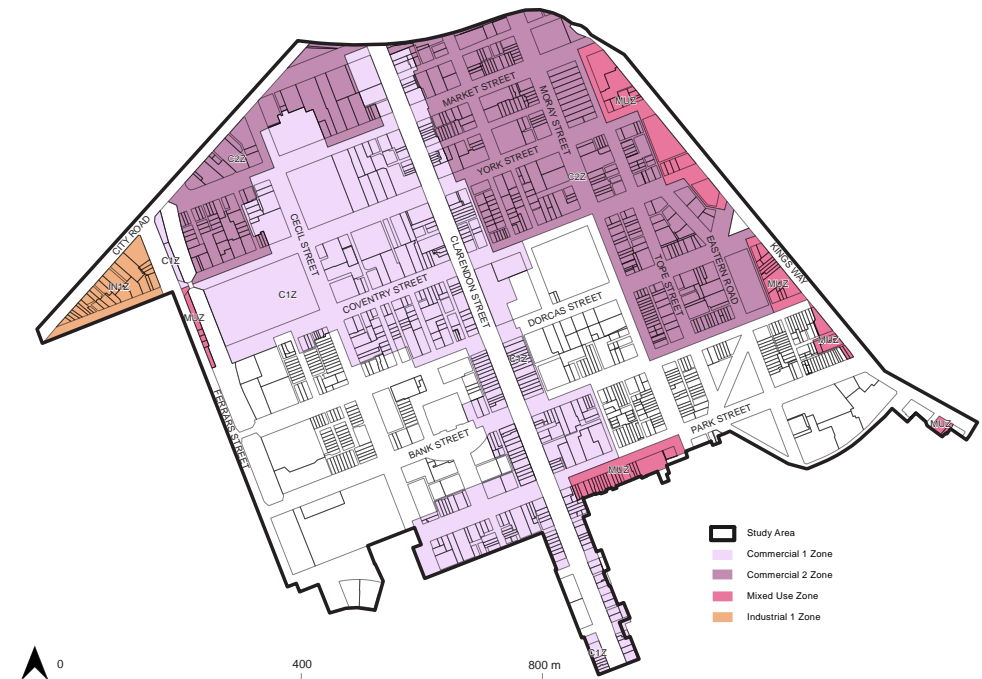 MARKET STREET
MORAY STREET
MUZ
YORK STREET
C2Z
C2Z
CITY ROAD
CECIL STREET
CLARENDON STREET
C1Z
IN1Z
C1Z
COVENTRY STREET
MUZ
DORCAS STREET
TOPE STREET
EASTERN ROAD
KINGS WAY
MUZ
MUZ
C1Z
FERRARS STREET
BANK STREET
PARK STREET
MUZ
MUZ
C1Z
Study Area
Commercial 1 Zone
Commercial 2 Zone
Mixed Use Zone
Industrial 1 Zone
0
400
800 m